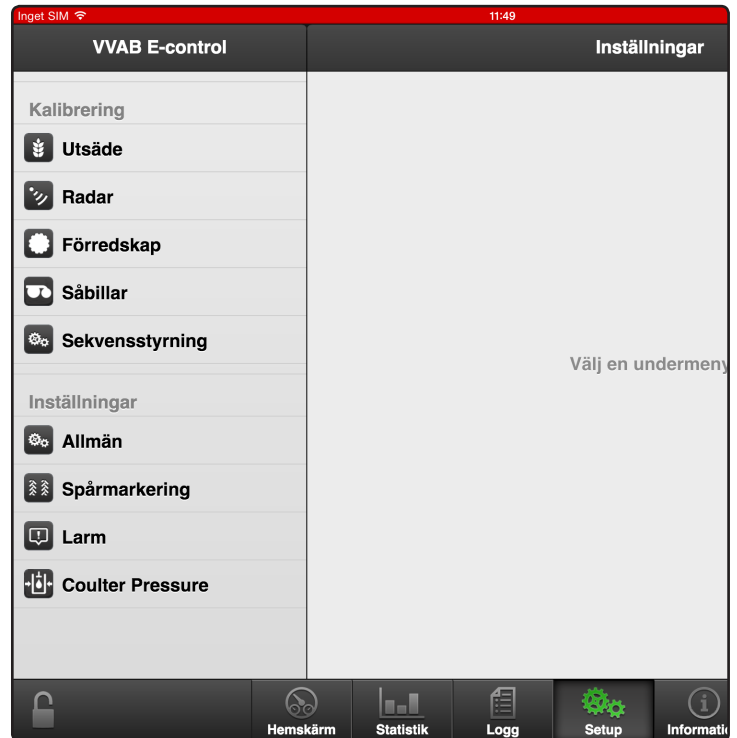 Inget SIM 11:49
VVAB E-control
Inställningar
Kalibrering
Utsäde
Radar
Förredskap
Såbillar
Sekvensstyrning
Välj en undermeny
Inställningar
Allmän
Spårmarkering
Larm
Coulter Pressure
Hemskärm
Statistik
Logg
Setup
Informatio